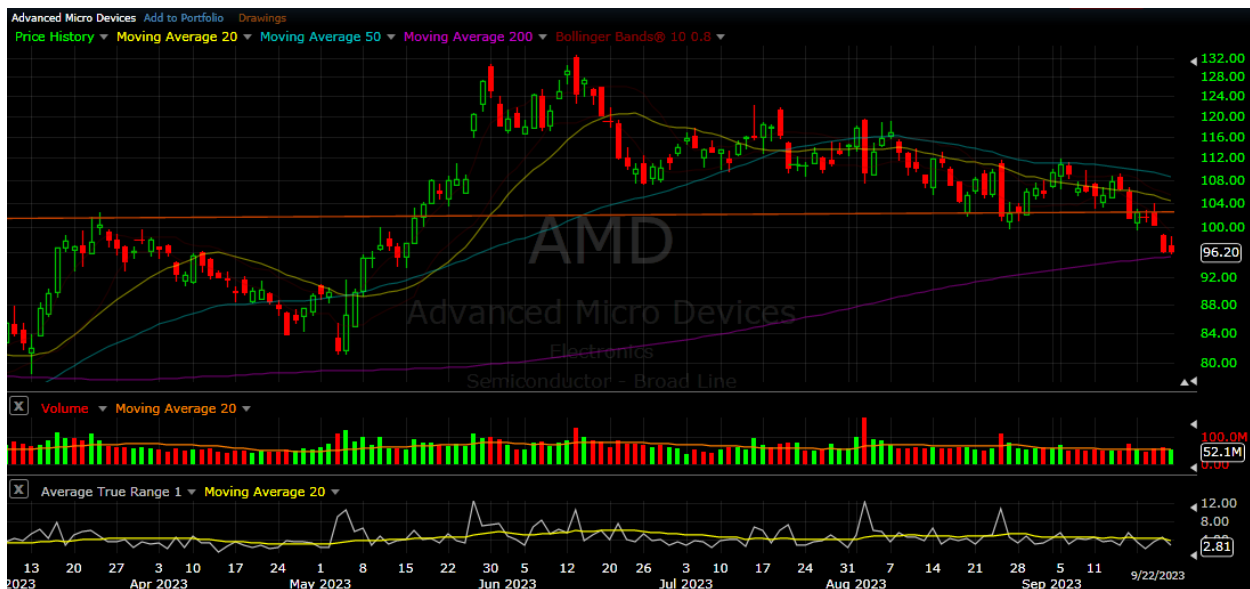 Advanced Micro Devices Add to Portfolio Drawings
Price History Moving Average 20 Moving Average 50 Moving Average 200 Bollinger Bands® 10 0.8
132.00
128.00
124.00
120.00
116.00
112.00
108.00
104.00
100.00
96.20
92.00
88.00
84.00
80.00
AMD
Advanced Micro Devices
Electronics
Semiconductor - Broad Line
X Volume Moving Average 20
100.0M
52.1M
0.00
X Average True Range 1 Moving Average 20
12.00
8.00
2.81
13 20 27 3 10 17 24 1 8 15 22 30 5 12 20 26 3 10 17 24 31 7 14 21 28 5 11 9/22/2023
2023 Apr 2023 May 2023 Jun 2023 Jul 2023 Aug 2023 Sep 2023